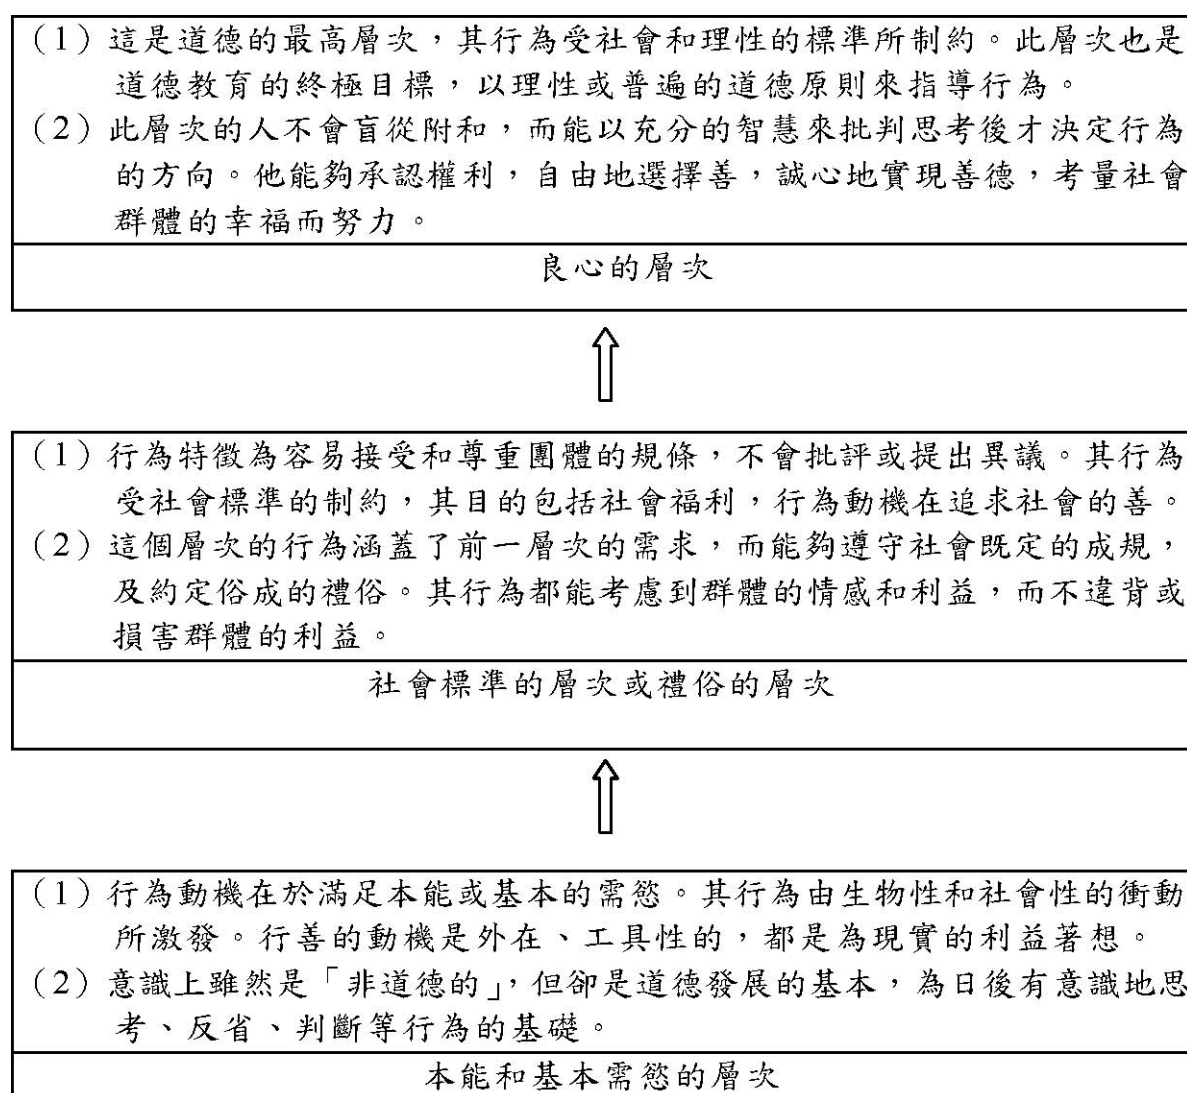 (1)這是道德的最高層次，其行為受社會和理性的標準所制約。此層次也是
道德教育的終極目標，以理性或普遍的道德原則來指導行為。
(2)此層次的人不會盲從附和，而能以充分的智慧來批判思考後才決定行為
的方向。他能夠承認權利，自由地選擇善，誠心地實現善德，考量社會
群體的幸福而努力。
良心的層次
(1)行為特徵為容易接受和尊重團體的規條，不會批評或提出異議。其行為
受社會標準的制約，其目的包括社會福利，行為動機在追求社會的善。
(2)這個層次的行為涵蓋了前一層次的需求，而能夠遵守社會既定的成規，
及約定俗成的禮俗。其行為都能考慮到群體的情感和利益，而不違背或
損害群體的利益。
社會標準的層次或禮俗的層次
(1)行為動機在於滿足本能或基本的需慾。其行為由生物性和社會性的衝動
所激發。行善的動機是外在、工具性的，都是為現實的利益著想。
(2)意識上雖然是「非道德的」，但卻是道德發展的基本，為日後有意識地思
考、反省、判斷等行為的基礎。
本能和基本需慾的層次